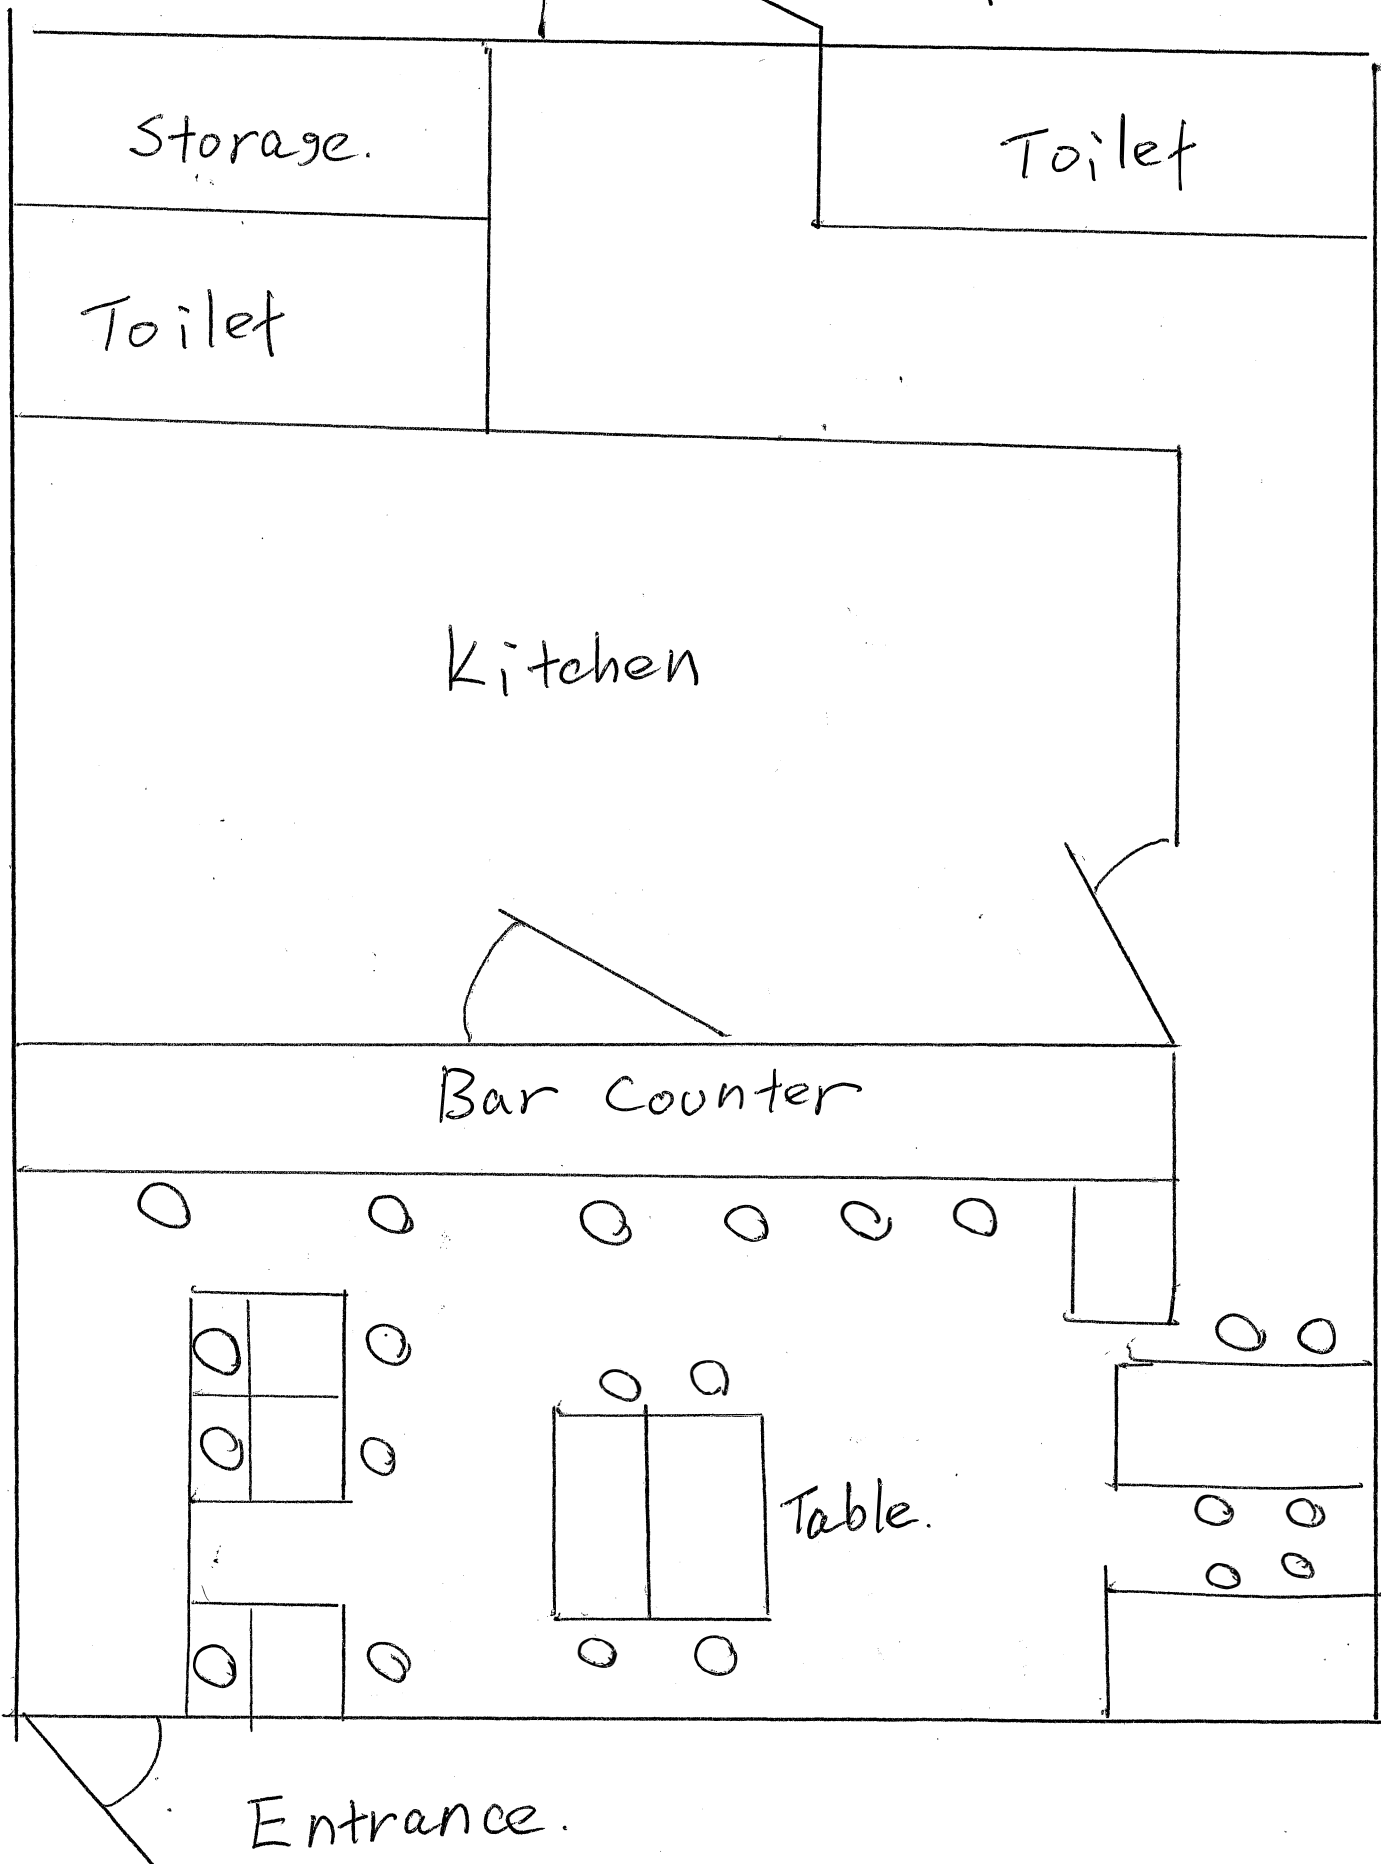 Storage.
Toilet
Toilet
Kitchen
Bar Counter
Table.
Entrance.